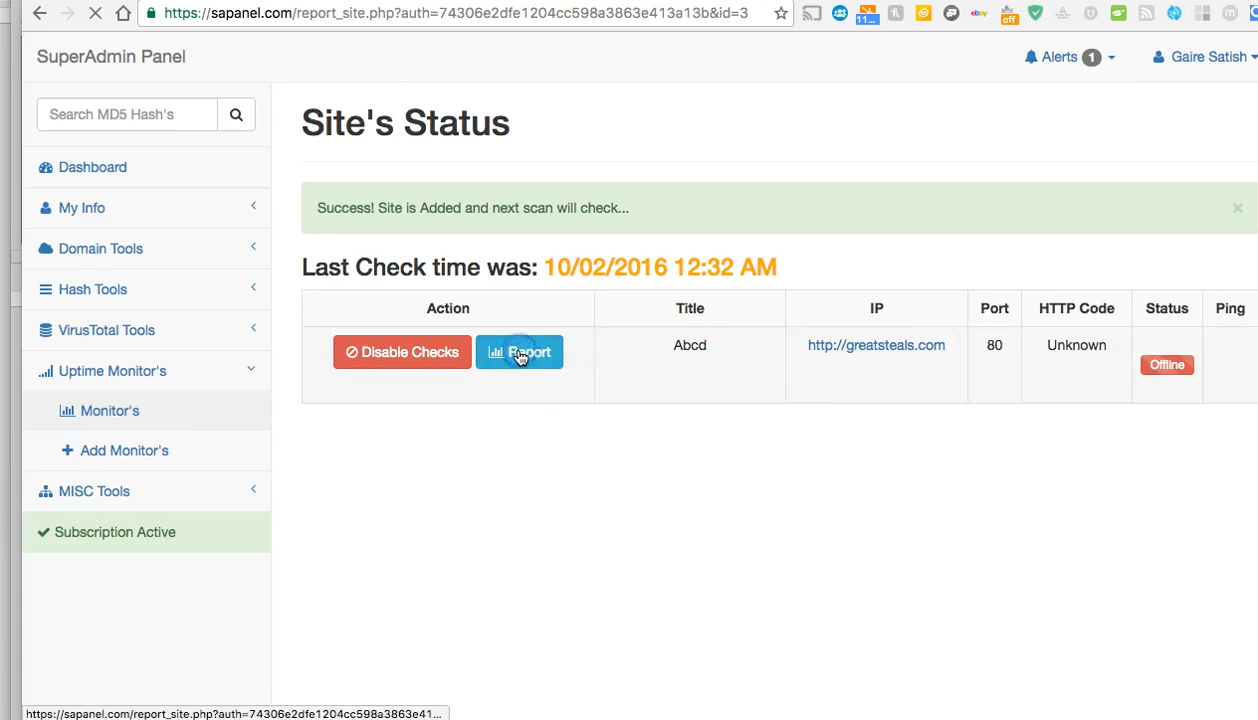 https://sapanel.com/report_site.php?auth=74306e2dfe1204cc598a3863e413a13b&id=3
11...
ebay
off
SuperAdmin Panel
Alerts 1
Gaire Satish
Search MD5 Hash's
Dashboard
My Info
Domain Tools
Hash Tools
VirusTotal Tools
Uptime Monitor's
Monitor's
Add Monitor's
MISC Tools
Subscription Active
Site's Status
Success! Site is Added and next scan will check...
×
Last Check time was: 10/02/2016 12:32 AM
Action Title IP Port HTTP Code Status Ping
Disable Checks Report Abcd http://greatsteals.com 80 Unknown Offline
https://sapanel.com/report_site.php?auth=74306e2dfe1204cc598a3863e41...